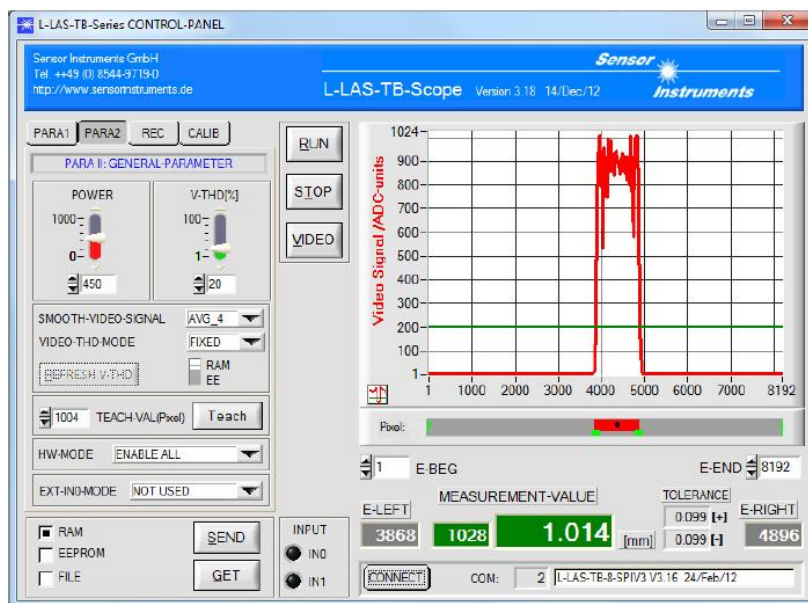 L-LAS-TB-Series CONTROL-PANEL
Sensor Instruments GmbH
Tel. ++49 (0) 8544-9719-0
http://www.sensorinstruments.de
Sensor
Instruments
L-LAS-TB-Scope Version 3.18 14/Dec/12
PARA1 PARA2 REC CALIB
PARA II: GENERAL-PARAMETER
POWER
1000
0
450
V-THD[%]
100
1
20
SMOOTH-VIDEO-SIGNAL AVG_4
VIDEO-THD-MODE FIXED
REFRESH V-THD
RAM
EE
1004 TEACH-VAL(Pixel) Teach
HW-MODE ENABLE ALL
EXT-IN0-MODE NOT USED
RAM
EEPROM
FILE
SEND
GET
RUN
STOP
VIDEO
INPUT
IN0
IN1
Video Signal /ADC-units
1024
900
800
700
600
500
400
300
200
100
1
1 1000 2000 3000 4000 5000 6000 7000 8192
Pixel:
1 E-BEG
E-END 8192
E-LEFT
3868
MEASUREMENT-VALUE
1028 1.014 [mm]
TOLERANCE
0.099 [+]
0.099 [-]
E-RIGHT
4896
CONNECT COM: 2 L-LAS-TB-8-SPIV3 V3.16 24/Feb/12